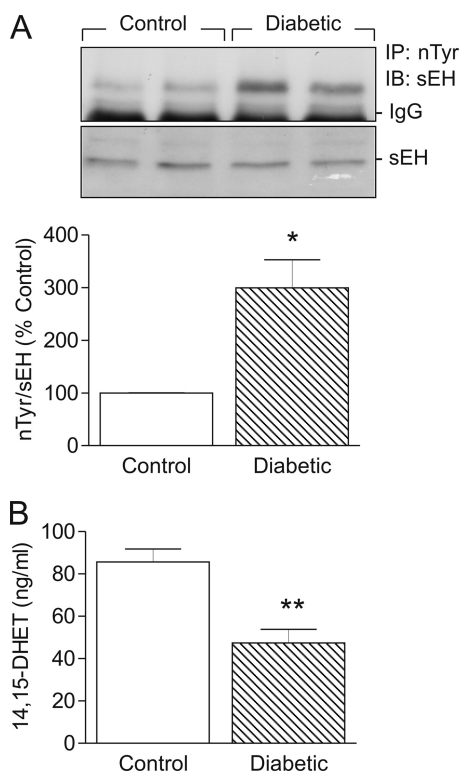 A
Control Diabetic
IP: nTyr
IB: sEH
IgG
sEH
nTyr/sEH (% Control)
400
300
200
100
0
*
Control Diabetic
B
14,15-DHET (ng/ml)
100
80
60
40
20
0
**
Control Diabetic